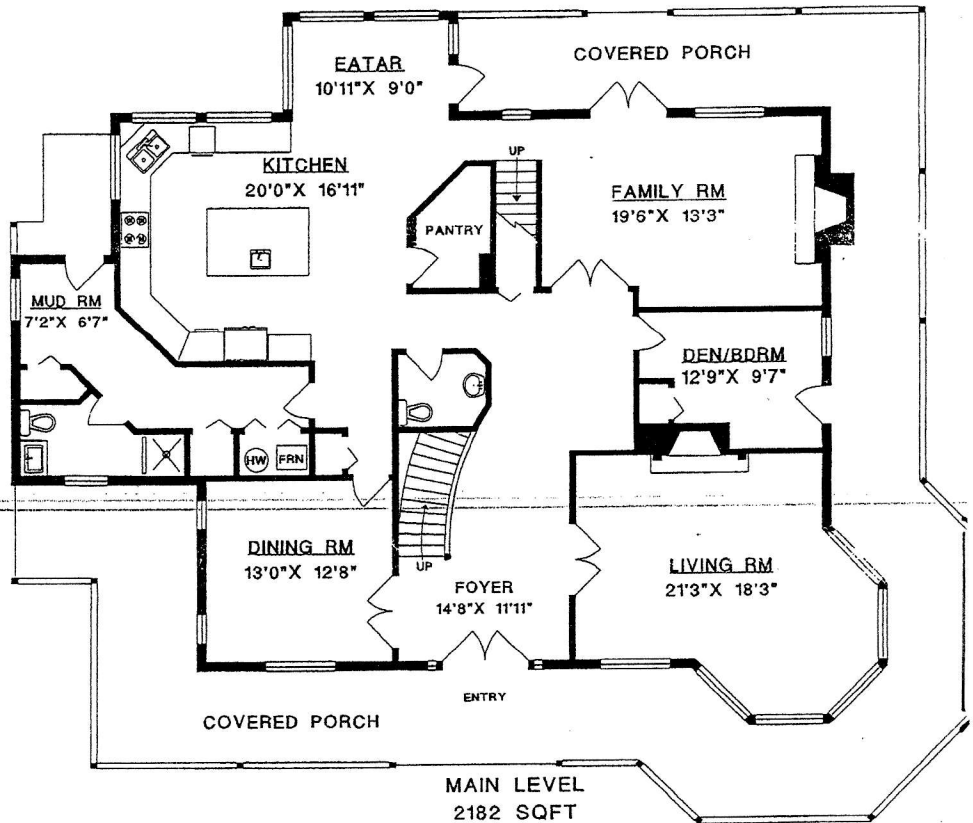 COVERED PORCH
EATAR
10'11"X 9'0"
KITCHEN
20'0"X 16'11"
UP
FAMILY RM
19'6"X 13'3"
PANTRY
MUD RM
7'2"X 6'7"
DEN/BDRM
12'9"X 9'7"
HW
FRN
DINING RM
13'0"X 12'8"
UP
FOYER
14'8"X 11'11"
LIVING RM
21'3"X 18'3"
ENTRY
COVERED PORCH
MAIN LEVEL
2182 SQFT